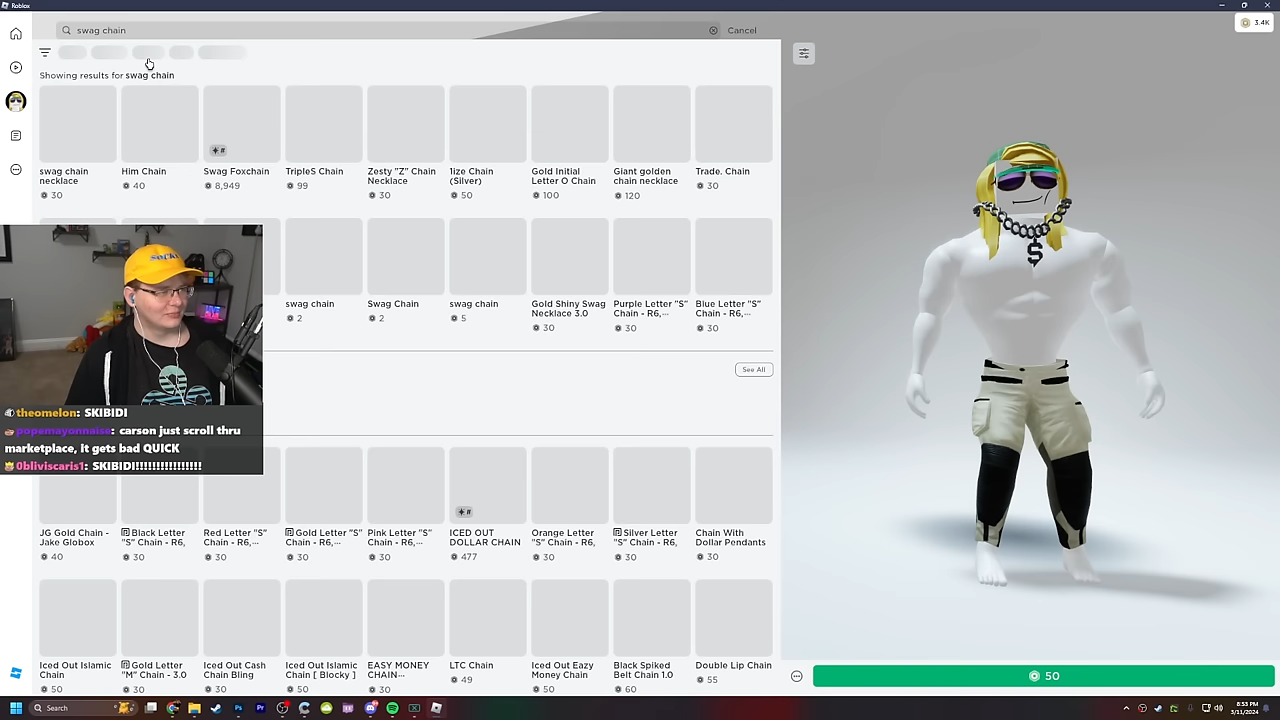 Roblox
swag chain
Cancel
3.4K
Showing results for swag chain
swag chain necklace
30
Him Chain
40
Swag Foxchain
8,949
TripleS Chain
99
Zesty "Z" Chain Necklace
30
1ize Chain (Silver)
50
Gold Initial Letter O Chain
100
Giant golden chain necklace
120
Trade. Chain
30
swag chain
2
Swag Chain
2
swag chain
5
Gold Shiny Swag Necklace 3.0
30
Purple Letter "S" Chain - R6,...
30
Blue Letter "S" Chain - R6,...
30
See All
theomelon: SKIBIDI
popemayonnaise: carson just scroll thru
marketplace, It gets bad QUICK
0bliviscaris1: SKIBIDI!!!!!!!!!!!!!!!!
JG Gold Chain - Jake Globox
40
Black Letter "S" Chain - R6,
30
Red Letter "S" Chain - R6,...
30
Gold Letter "S" Chain - R6,...
30
Pink Letter "S" Chain - R6,...
30
ICED OUT DOLLAR CHAIN
477
Orange Letter "S" Chain - R6,
30
Silver Letter "S" Chain - R6,
30
Chain With Dollar Pendants
30
Iced Out Islamic Chain
50
Gold Letter "M" Chain - 3.0
30
Iced Out Cash Chain Bling
30
Iced Out Islamic Chain [ Blocky ]
50
EASY MONEY CHAIN...
30
LTC Chain
49
Iced Out Eazy Money Chain
50
Black Spiked Belt Chain 1.0
60
Double Lip Chain
55
50
Search
8:53 PM
3/11/2024